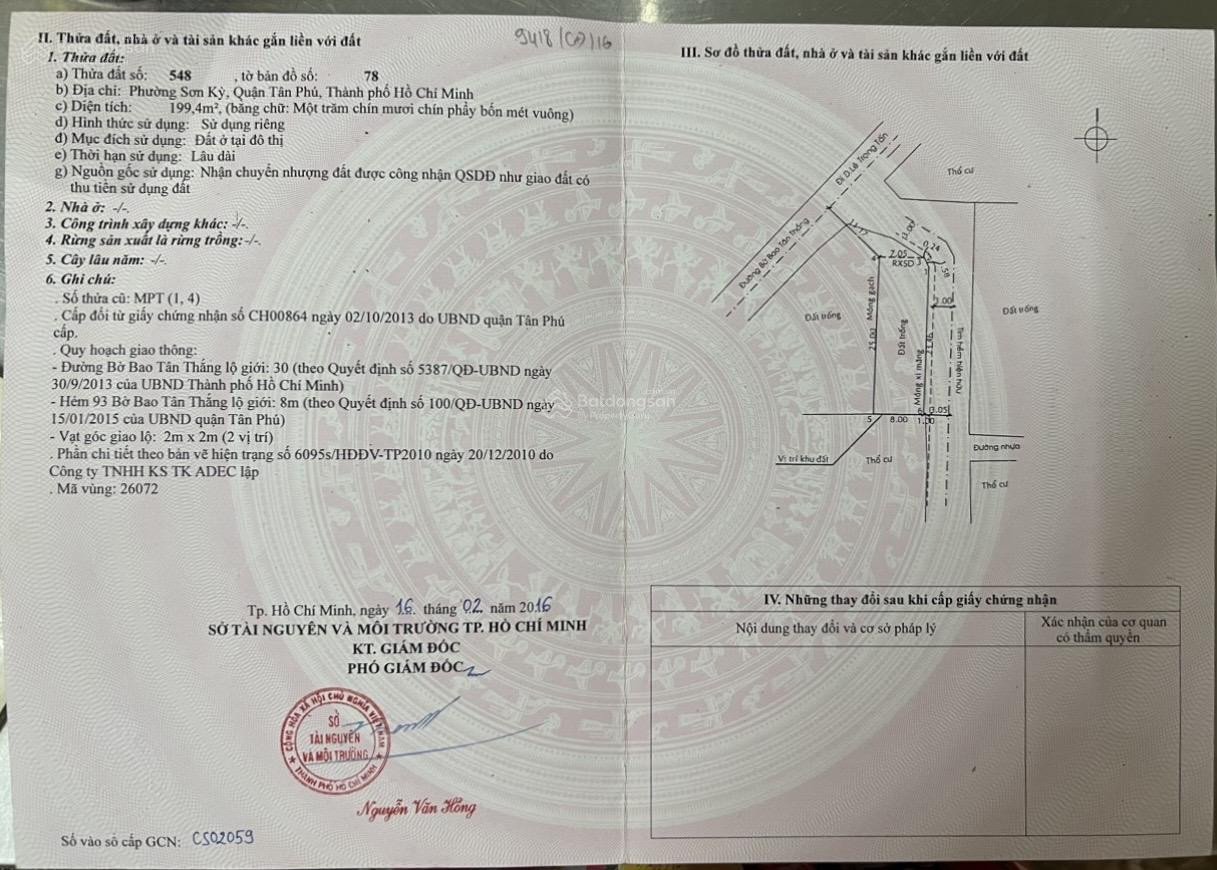 II. Thửa đất, nhà ở và tài sản khác gắn liền với đất
9418/(CQ)16
1. Thửa đất:
a) Thửa đất số: 548 , tờ bản đồ số: 78
b) Địa chỉ: Phường Sơn Kỳ, Quận Tân Phú, Thành phố Hồ Chí Minh
c) Diện tích: 199,4m², (bằng chữ: Một trăm chín mươi chín phẩy bốn mét vuông)
d) Hình thức sử dụng: Sử dụng riêng
đ) Mục đích sử dụng: Đất ở tại đô thị
e) Thời hạn sử dụng: Lâu dài
g) Nguồn gốc sử dụng: Nhận chuyển nhượng đất được công nhận QSDĐ như giao đất có
thu tiền sử dụng đất
2. Nhà ở: -/-.
3. Công trình xây dựng khác: -/-.
4. Rừng sản xuất là rừng trồng: -/-.
5. Cây lâu năm: -/-.
6. Ghi chú:
. Số thửa cũ: MPT (1, 4)
. Cấp đổi từ giấy chứng nhận số CH00864 ngày 02/10/2013 do UBND quận Tân Phú
cấp.
. Quy hoạch giao thông:
- Đường Bờ Bao Tân Thắng lộ giới: 30 (theo Quyết định số 5387/QĐ-UBND ngày
30/9/2013 của UBND Thành phố Hồ Chí Minh)
- Hẻm 93 Bờ Bao Tân Thắng lộ giới: 8m (theo Quyết định số 100/QĐ-UBND ngày
15/01/2015 của UBND quận Tân Phú)
- Vạt góc giao lộ: 2m x 2m (2 vị trí)
. Phần chi tiết theo bản vẽ hiện trạng số 6095s/HĐĐV-TP2010 ngày 20/12/2010 do
Công ty TNHH KS TK ADEC lập
. Mã vùng: 26072
Tp. Hồ Chí Minh, ngày 16. tháng 02. năm 2016
SỞ TÀI NGUYÊN VÀ MÔI TRƯỜNG TP. HỒ CHÍ MINH
KT. GIÁM ĐỐC
PHÓ GIÁM ĐỐC
CỘNG HÒA XÃ HỘI CHỦ NGHĨA VIỆT NAM
SỞ
TÀI NGUYÊN
VÀ MÔI TRƯỜNG
THÀNH PHỐ HỒ CHÍ MINH
Nguyễn Văn Hồng
Số vào sổ cấp GCN: CS02059
III. Sơ đồ thửa đất, nhà ở và tài sản khác gắn liền với đất
Đi Đ.Lê Trọng Tấn
Đường Bờ Bao Tân Thắng
Thổ cư
11.75
12.00
0.24
2.05
RXSD
3
4
1.58
3.00
Đất trống
Móng gạch
25.00
Đất trống
Móng xi măng
21.46
Tim hẻm hiện hữu
Đất trống
5
8.00
6
1.00
3.05
Đường nhựa
Vị trí khu đất
Thổ cư
Thổ cư
Batdongsan
by PropertyGuru
IV. Những thay đổi sau khi cấp giấy chứng nhận
Nội dung thay đổi và cơ sở pháp lý
Xác nhận của cơ quan
có thẩm quyền